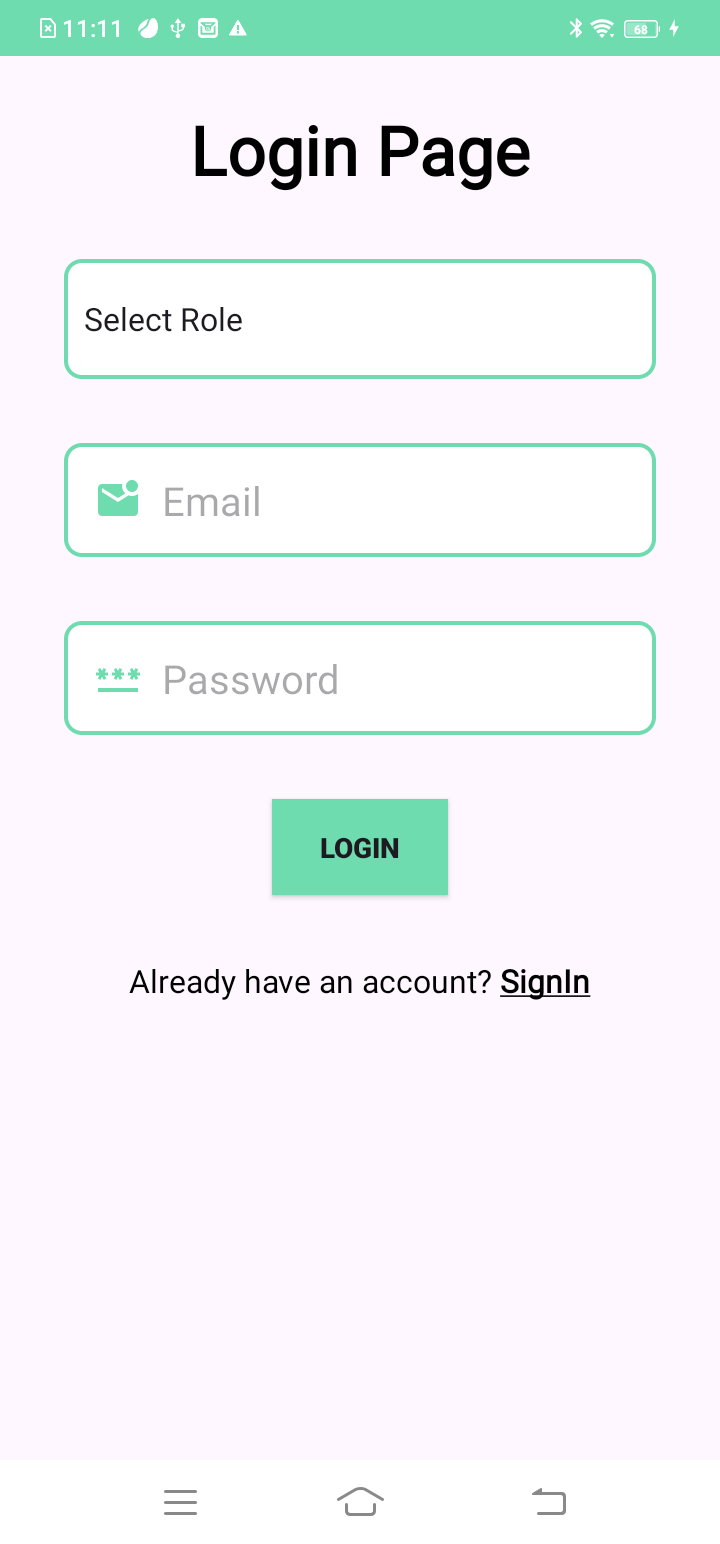 11:11
68
Login Page
Select Role
Email
Password
LOGIN
Already have an account? SignIn